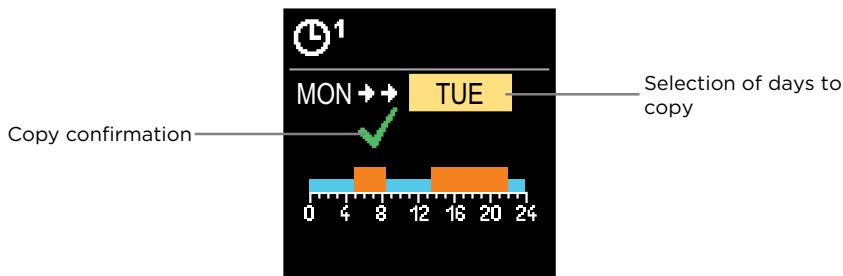 1
MON TUE
Selection of days to
copy
Copy confirmation
0 4 8 12 16 20 24